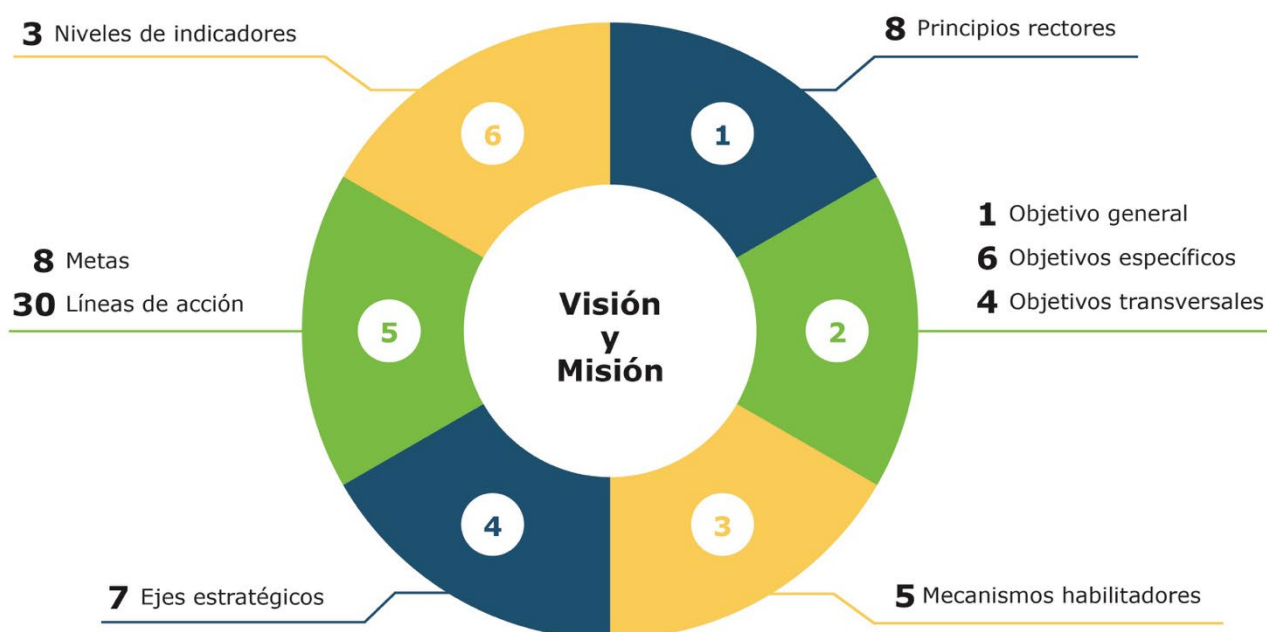 3 Niveles de indicadores
8 Principios rectores
6
1
1 Objetivo general
6 Objetivos específicos
4 Objetivos transversales
8 Metas
30 Líneas de acción
5
Visión
y
Misión
2
4
3
7 Ejes estratégicos
5 Mecanismos habilitadores